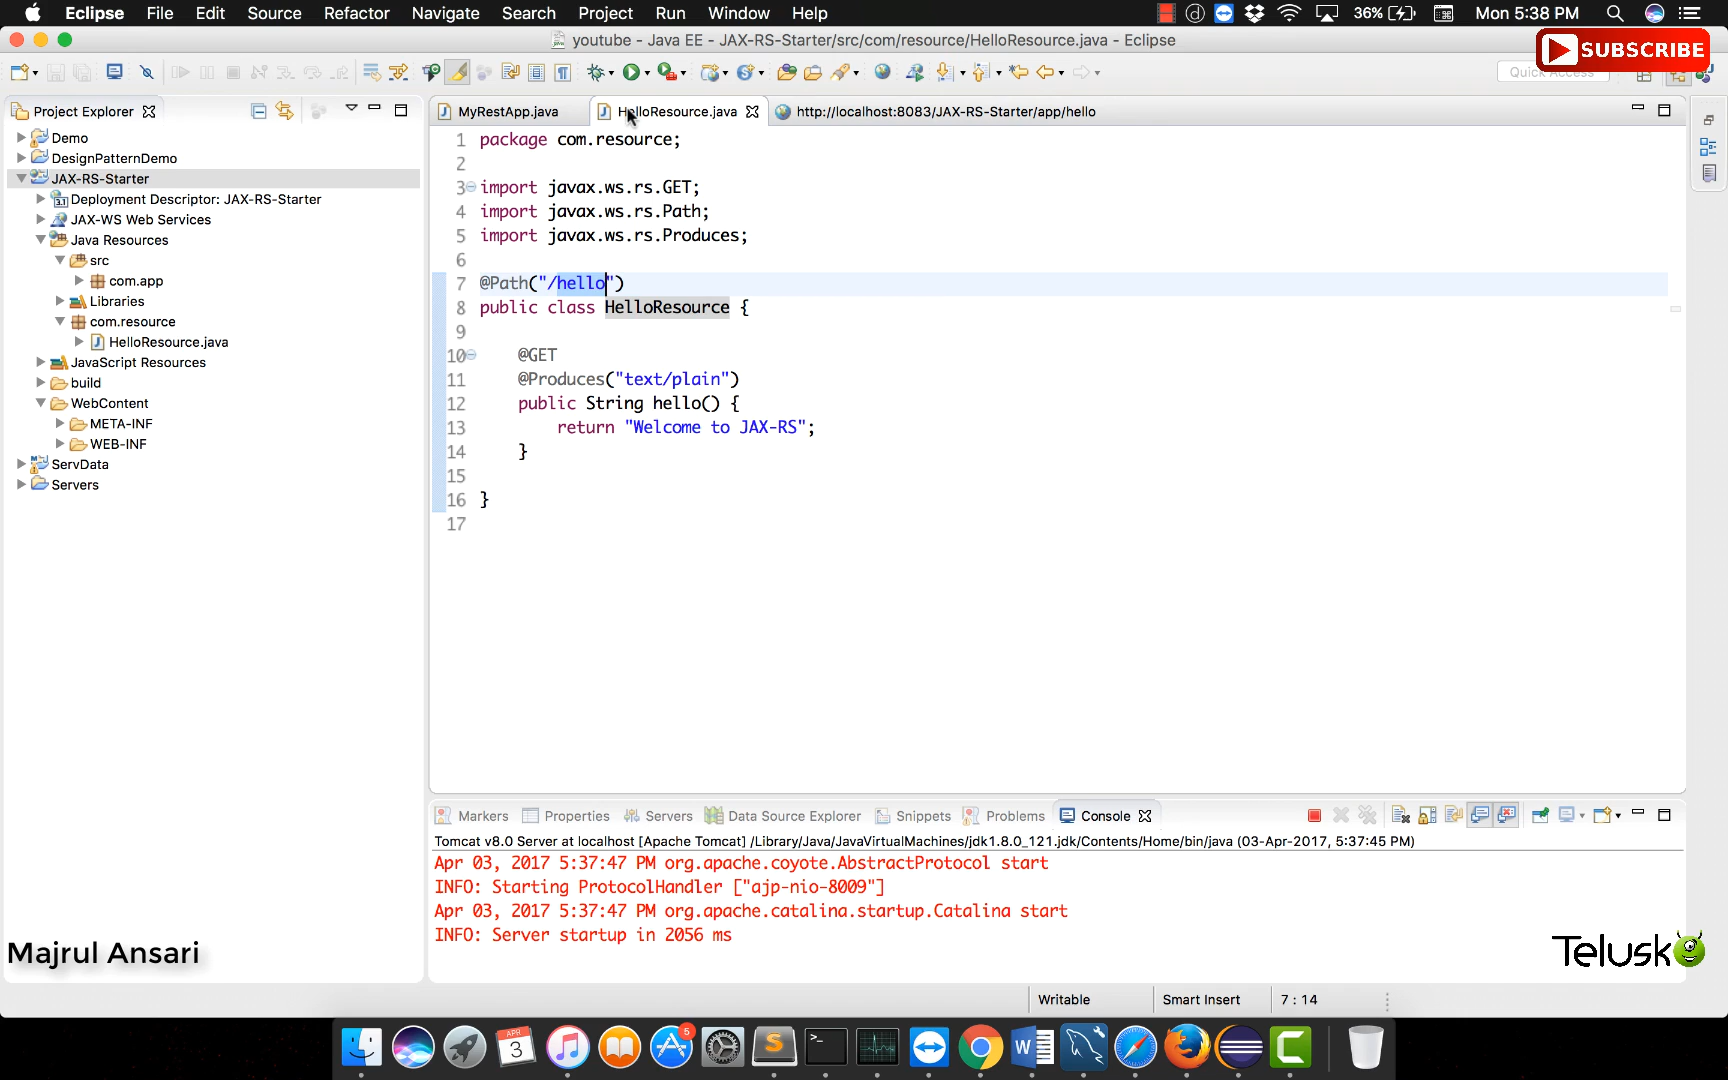 Eclipse File Edit Source Refactor Navigate Search Project Run Window Help
36% Mon 5:38 PM
youtube - Java EE - JAX-RS-Starter/src/com/resource/HelloResource.java - Eclipse
SUBSCRIBE
Quick Access
Project Explorer
MyRestApp.java HelloResource.java http://localhost:8083/JAX-RS-Starter/app/hello
Demo
DesignPatternDemo
JAX-RS-Starter
Deployment Descriptor: JAX-RS-Starter
JAX-WS Web Services
Java Resources
src
com.app
Libraries
com.resource
HelloResource.java
JavaScript Resources
build
WebContent
META-INF
WEB-INF
ServData
Servers
1 package com.resource;
2
3 import javax.ws.rs.GET;
4 import javax.ws.rs.Path;
5 import javax.ws.rs.Produces;
6
7 @Path("/hello")
8 public class HelloResource {
9
10 @GET
11 @Produces("text/plain")
12 public String hello() {
13 return "Welcome to JAX-RS";
14 }
15
16 }
17
Markers Properties Servers Data Source Explorer Snippets Problems Console
Tomcat v8.0 Server at localhost [Apache Tomcat] /Library/Java/JavaVirtualMachines/jdk1.8.0_121.jdk/Contents/Home/bin/java (03-Apr-2017, 5:37:45 PM)
Apr 03, 2017 5:37:47 PM org.apache.coyote.AbstractProtocol start
INFO: Starting ProtocolHandler ["ajp-nio-8009"]
Apr 03, 2017 5:37:47 PM org.apache.catalina.startup.Catalina start
INFO: Server startup in 2056 ms
Majrul Ansari
Telusko
Writable Smart Insert 7 : 14
APR
3
5
S
W
C